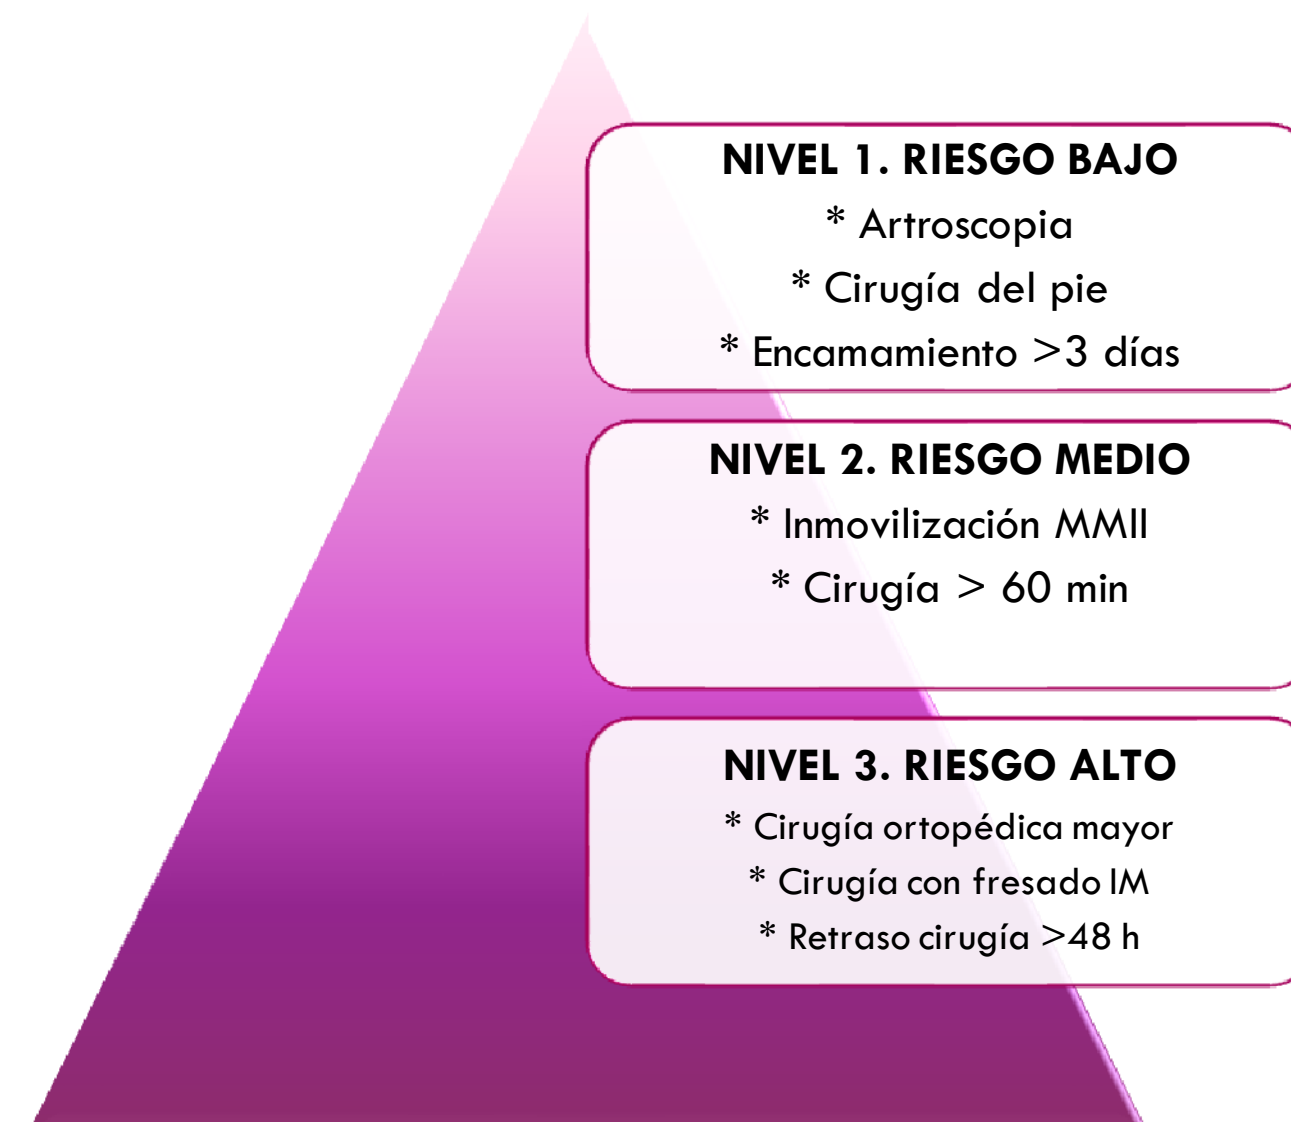 NIVEL 1. RIESGO BAJO
* Artroscopia
* Cirugía del pie
* Encamamiento >3 días
NIVEL 2. RIESGO MEDIO
* Inmovilización MMII
* Cirugía > 60 min
NIVEL 3. RIESGO ALTO
* Cirugía ortopédica mayor
* Cirugía con fresado IM
* Retraso cirugía >48 h